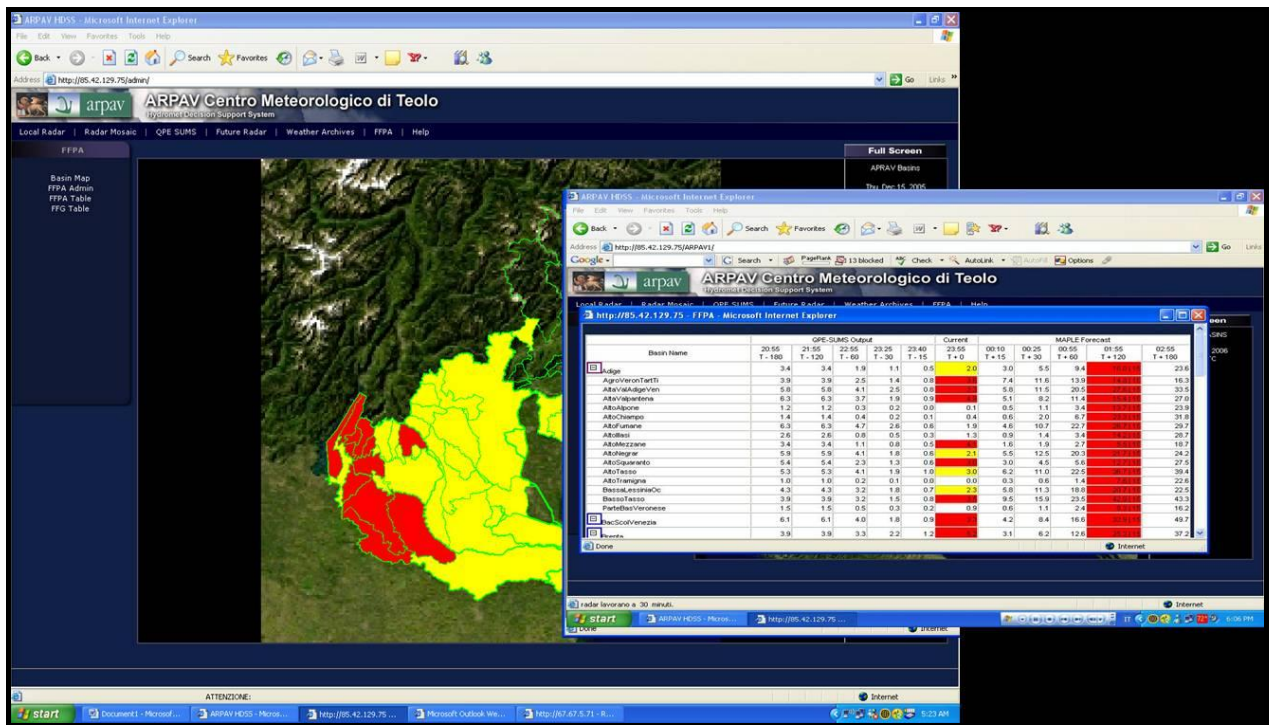 ARPAV HDSS - Microsoft Internet Explorer
File Edit View Favorites Tools Help
Back Search Favorites
Address http://85.42.129.75/admin/ Go Links
arpav ARPAV Centro Meteorologico di Teolo
Hydromet Decision Support System
Local Radar | Radar Mosaic | QPE SUMS | Future Radar | Weather Archives | FFPA | Help
FFPA
Basin Map
FFPA Admin
FFPA Table
FFG Table
Full Screen
APRAV Basins
Thu, Dec 15, 2005
ARPAV HDSS - Microsoft Internet Explorer
File Edit View Favorites Tools Help
Back Search Favorites
Address http://85.42.129.75/ARPAV1/ Go Links
Google Search PageRank 13 blocked Check AutoLink AutoFill Options
arpav ARPAV Centro Meteorologico di Teolo
Hydromet Decision Support System
Local Radar | Radar Mosaic | QPE SUMS | Future Radar | Weather Archives | FFPA | Help
http://85.42.129.75 - FFPA - Microsoft Internet Explorer
QPE-SUMS Output Current MAPLE Forecast
Basin Name 20:55 21:55 22:55 23:25 23:40 23:55 00:10 00:25 00:55 01:55 02:55
T - 180 T - 120 T - 60 T - 30 T - 15 T + 0 T + 15 T + 30 T + 60 T + 120 T + 180
Adige 3.4 3.4 1.9 1.1 0.5 2.0 3.0 5.5 9.4 23.6
AgroVeronTartTi 3.9 3.9 2.5 1.4 0.8 7.4 11.6 13.9 16.3
AltaValAdigeVen 5.8 5.8 4.1 2.5 0.8 5.8 11.5 20.5 33.5
AltaValpantena 6.3 6.3 3.7 1.9 0.9 5.1 8.2 11.4 27.0
AltoAlpone 1.2 1.2 0.3 0.2 0.0 0.1 0.5 1.1 3.4 23.9
AltoChiampo 1.4 1.4 0.4 0.2 0.1 0.4 0.6 2.0 6.7 31.8
AltoFumane 6.3 6.3 4.7 2.6 0.6 1.9 4.6 10.7 22.7 29.7
AltoIllasi 2.6 2.6 0.8 0.5 0.3 1.3 0.9 1.4 3.4 28.7
AltoMezzane 3.4 3.4 1.1 0.8 0.5 1.6 1.9 2.7 18.7
AltoNegrar 5.9 5.9 4.1 1.8 0.6 2.1 5.5 12.5 20.3 24.2
AltoSquaranto 5.4 5.4 2.3 1.3 0.6 3.0 4.5 5.6 27.5
AltoTasso 5.3 5.3 4.1 1.9 1.0 3.0 6.2 11.0 22.5 39.4
AltoTramigna 1.0 1.0 0.2 0.1 0.0 0.0 0.3 0.6 1.4 22.6
BassaLessiniaOc 4.3 4.3 3.2 1.8 0.7 2.3 5.8 11.3 18.8 22.5
BassoTasso 3.9 3.9 3.2 1.5 0.8 9.5 15.9 23.5 43.3
ParteBasVeronese 1.5 1.5 0.5 0.3 0.2 0.9 0.6 1.1 2.4 16.2
BacScolVenezia 6.1 6.1 4.0 1.8 0.9 4.2 8.4 16.6 49.7
Brenta 3.9 3.9 3.3 2.2 1.2 3.1 6.2 12.6 37.2
Done Internet
radar lavorano a 30 minuti. Internet
start ARPAV HDSS - Micros... http://85.42.129.75 ... IT 6:06 PM
Done Internet
ATTENZIONE: Internet
start Document1 - Microsof... ARPAV HDSS - Micros... http://85.42.129.75 ... Microsoft Outlook We... http://67.67.5.71 - R... 5:23 AM